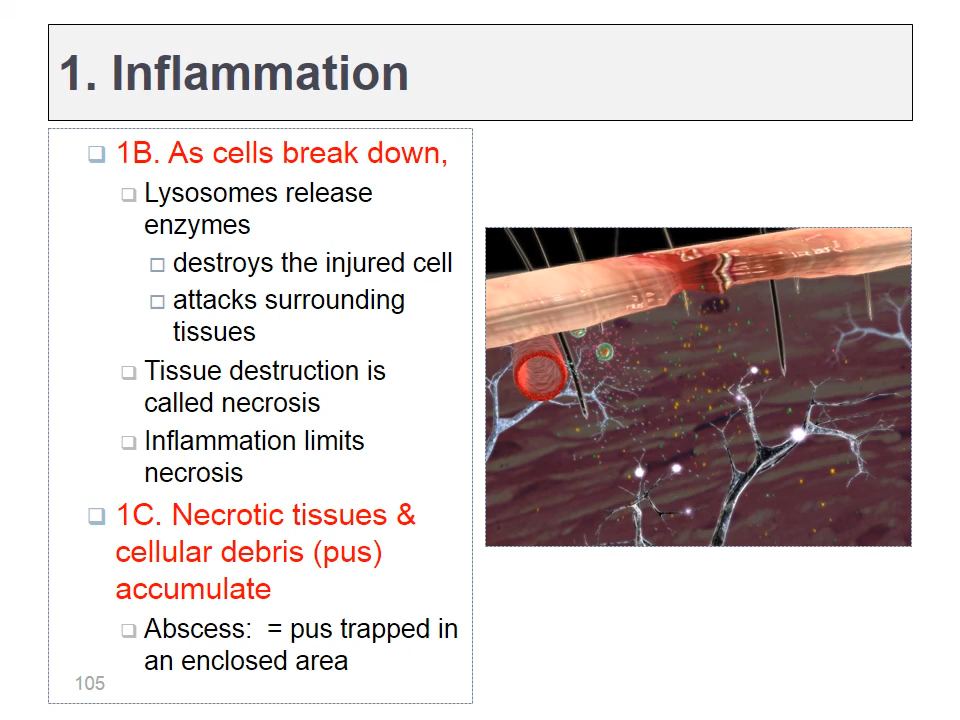 1. Inflammation
1B. As cells break down,
Lysosomes release
enzymes
destroys the injured cell
attacks surrounding
tissues
Tissue destruction is
called necrosis
Inflammation limits
necrosis
1C. Necrotic tissues &
cellular debris (pus)
accumulate
Abscess:  = pus trapped in
an enclosed area
105